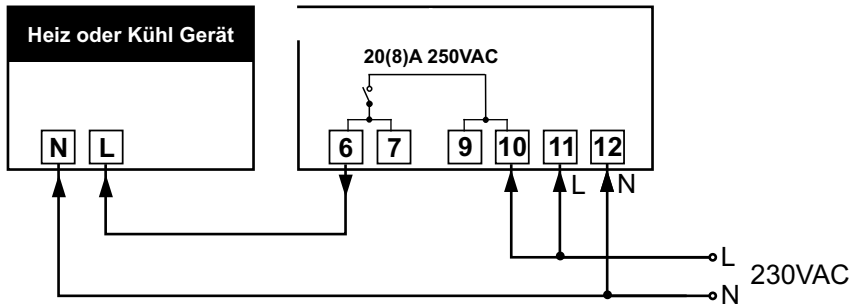 Heiz oder Kühl Gerät
20(8)A 250VAC
N L
6 7 9 10 11 12
L N
L
230VAC
N